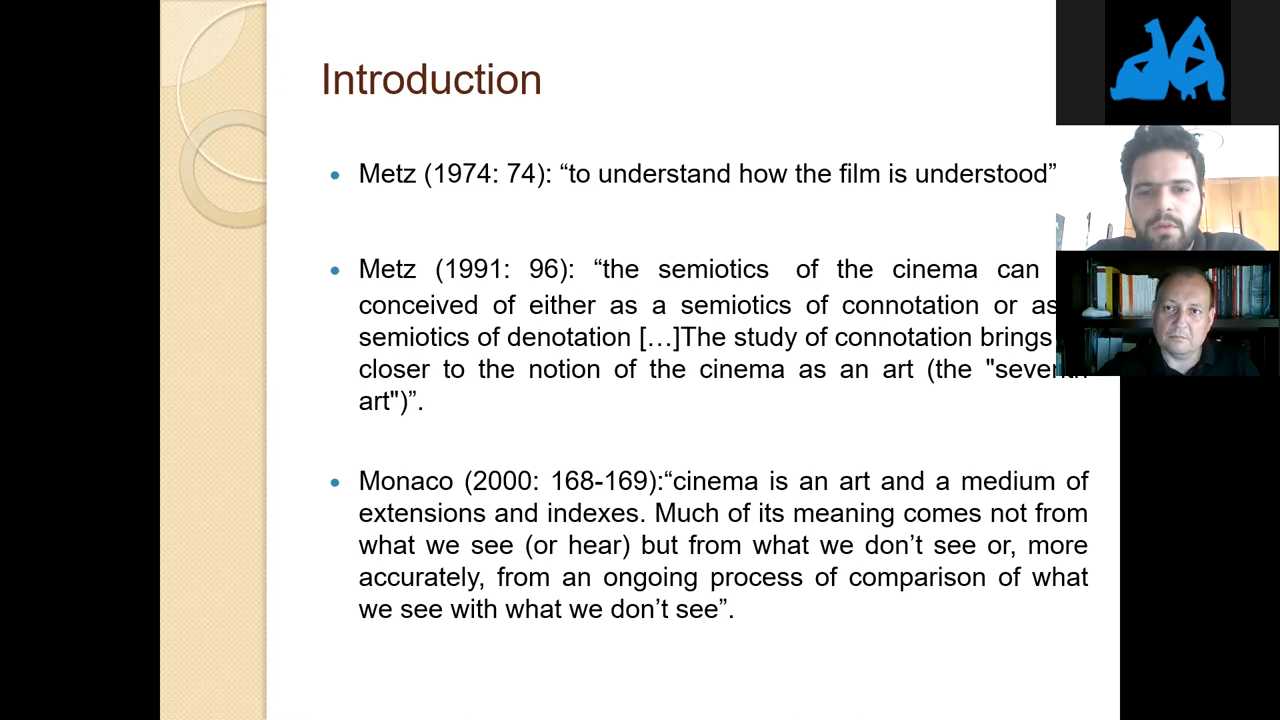 Introduction
• Metz (1974: 74): “to understand how the film is understood”
• Metz (1991: 96): “the semiotics of the cinema can
conceived of either as a semiotics of connotation or as
semiotics of denotation […]The study of connotation brings
closer to the notion of the cinema as an art (the "seventh
art")”.
• Monaco (2000: 168-169):“cinema is an art and a medium of
extensions and indexes. Much of its meaning comes not from
what we see (or hear) but from what we don’t see or, more
accurately, from an ongoing process of comparison of what
we see with what we don’t see”.